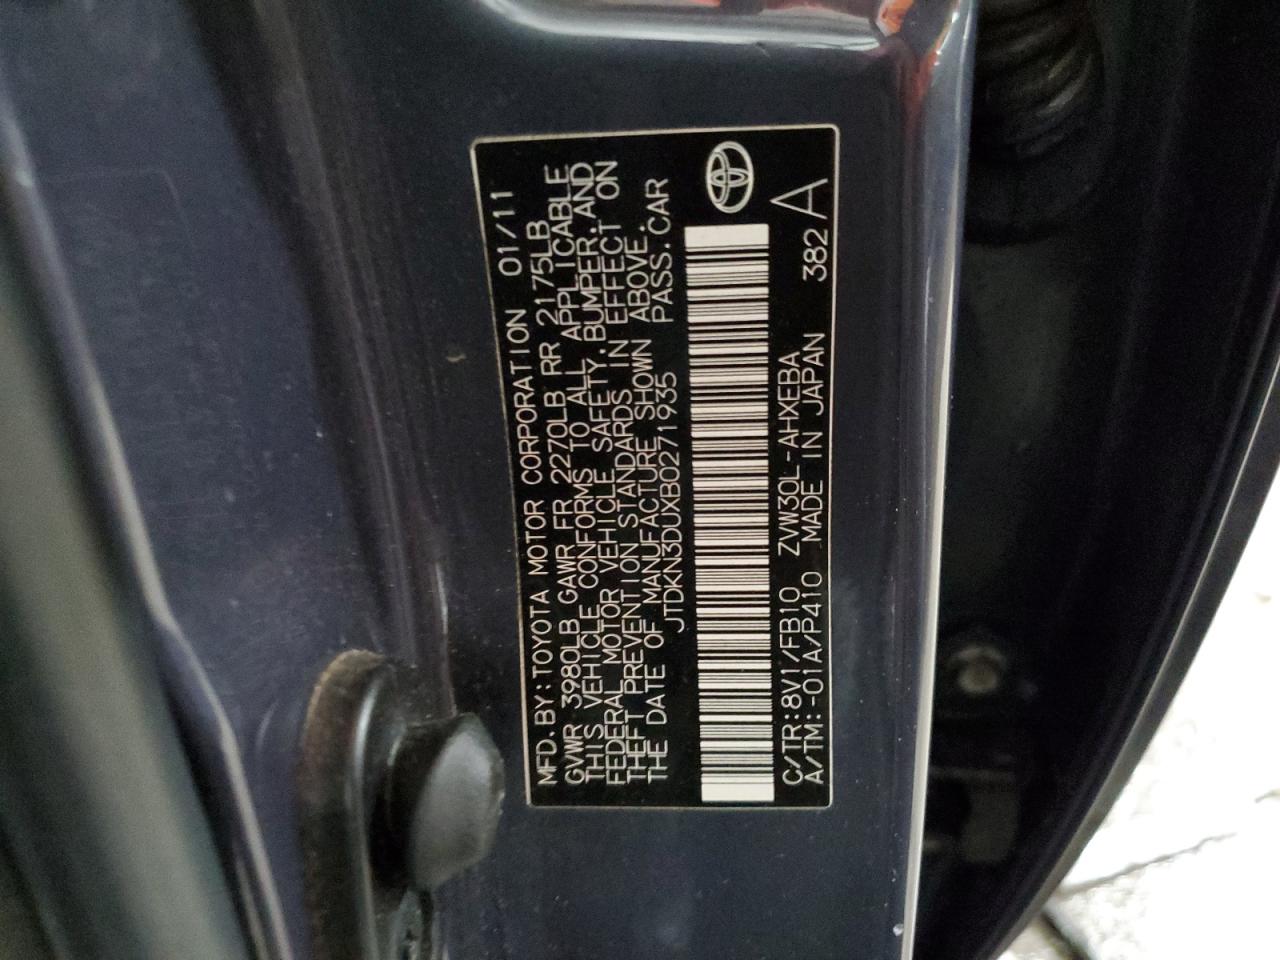 MFD.BY:TOYOTA MOTOR CORPORATION 01/11
GVWR 3980LB GAWR FR 2270LB RR 2175LB
THIS VEHICLE CONFORMS TO ALL APPLICABLE
FEDERAL MOTOR VEHICLE SAFETY,BUMPER,AND
THEFT PREVENTION STANDARDS IN EFFECT ON
THE DATE OF MANUFACTURE SHOWN ABOVE.
JTDKN3DUXB0271935 PASS.CAR
C/TR:8V1/FB10 ZVW30L-AHXEBA 382
A/TM:-01A/P410 MADE IN JAPAN A